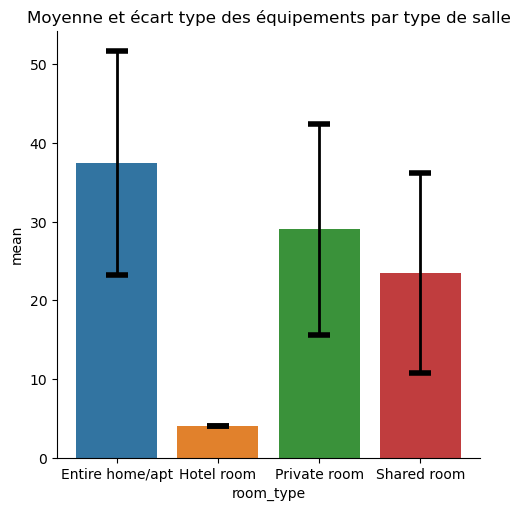 Moyenne et écart type des équipements par type de salle
50
40
30
20
10
0
mean
Entire home/apt Hotel room Private room Shared room
room_type